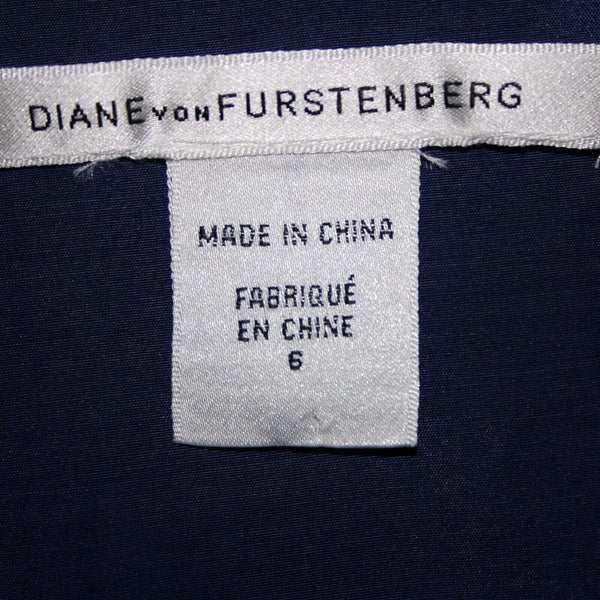 DIANE VON FURSTENBERG
MADE IN CHINA
FABRIQUÉ
EN CHINE
6